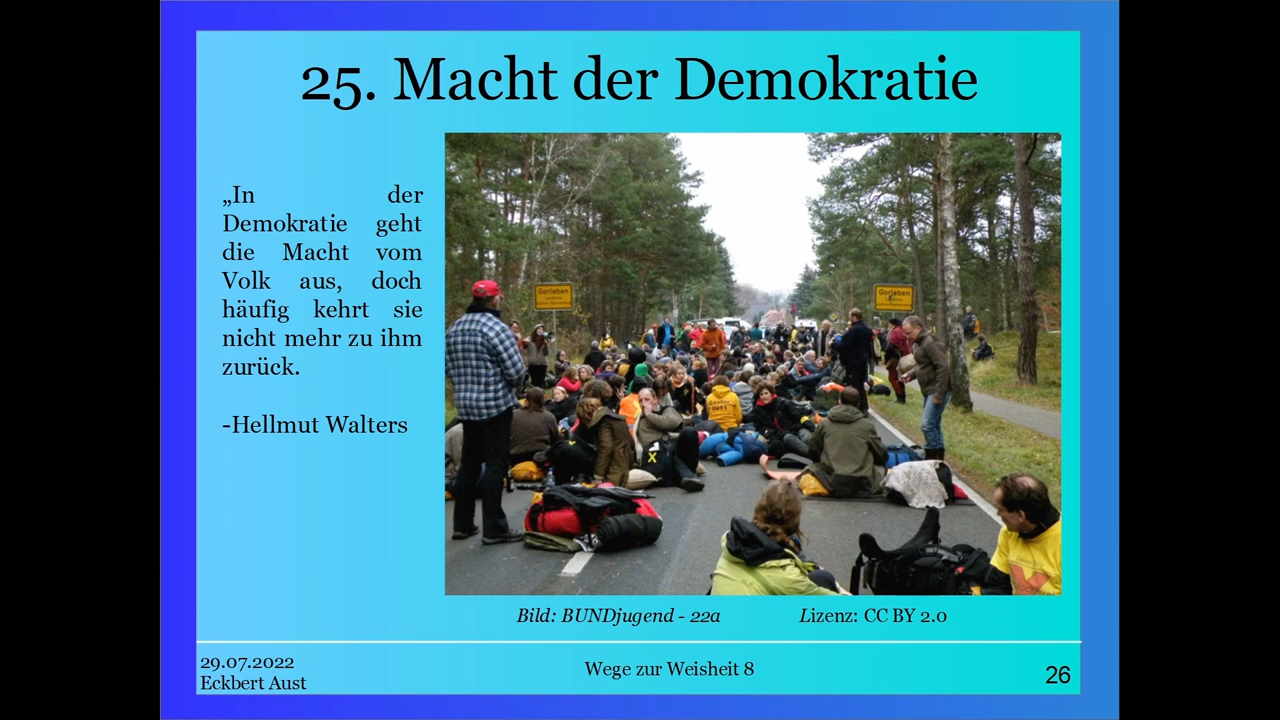 25. Macht der Demokratie
„In der
Demokratie geht
die Macht vom
Volk aus, doch
häufig kehrt sie
nicht mehr zu ihm
zurück.
-Hellmut Walters
Gorleben
Gorleben
Bild: BUNDjugend - 22a
Lizenz: CC BY 2.0
29.07.2022
Eckbert Aust
Wege zur Weisheit 8
26